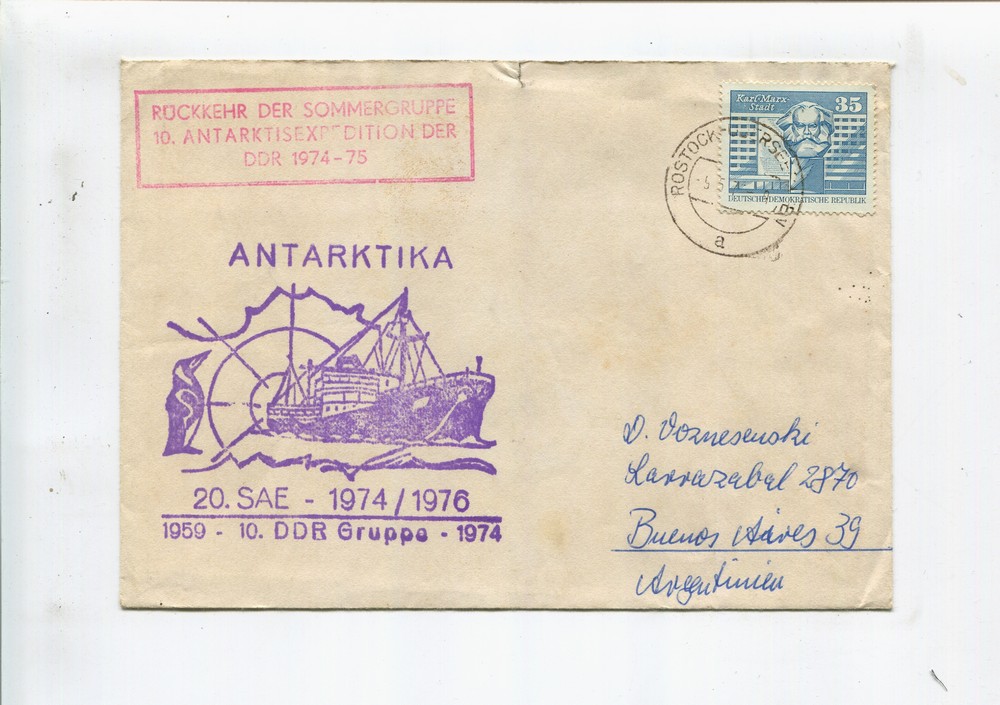 RÜCKKEHR DER SOMMERGRUPPE
10. ANTARKTISEXPEDITION DER
DDR 1974-75
Karl-Marx-
Stadt
35
DEUTSCHE DEMOKRATISCHE REPUBLIK
ROSTOCK-ÜBERSEE
a
ANTARKTIKA
20. SAE - 1974/1976
1959 - 10. DDR Gruppe - 1974
D. Voznesenski
Larrazabal 2870
Buenos Aires 39
Argentinien